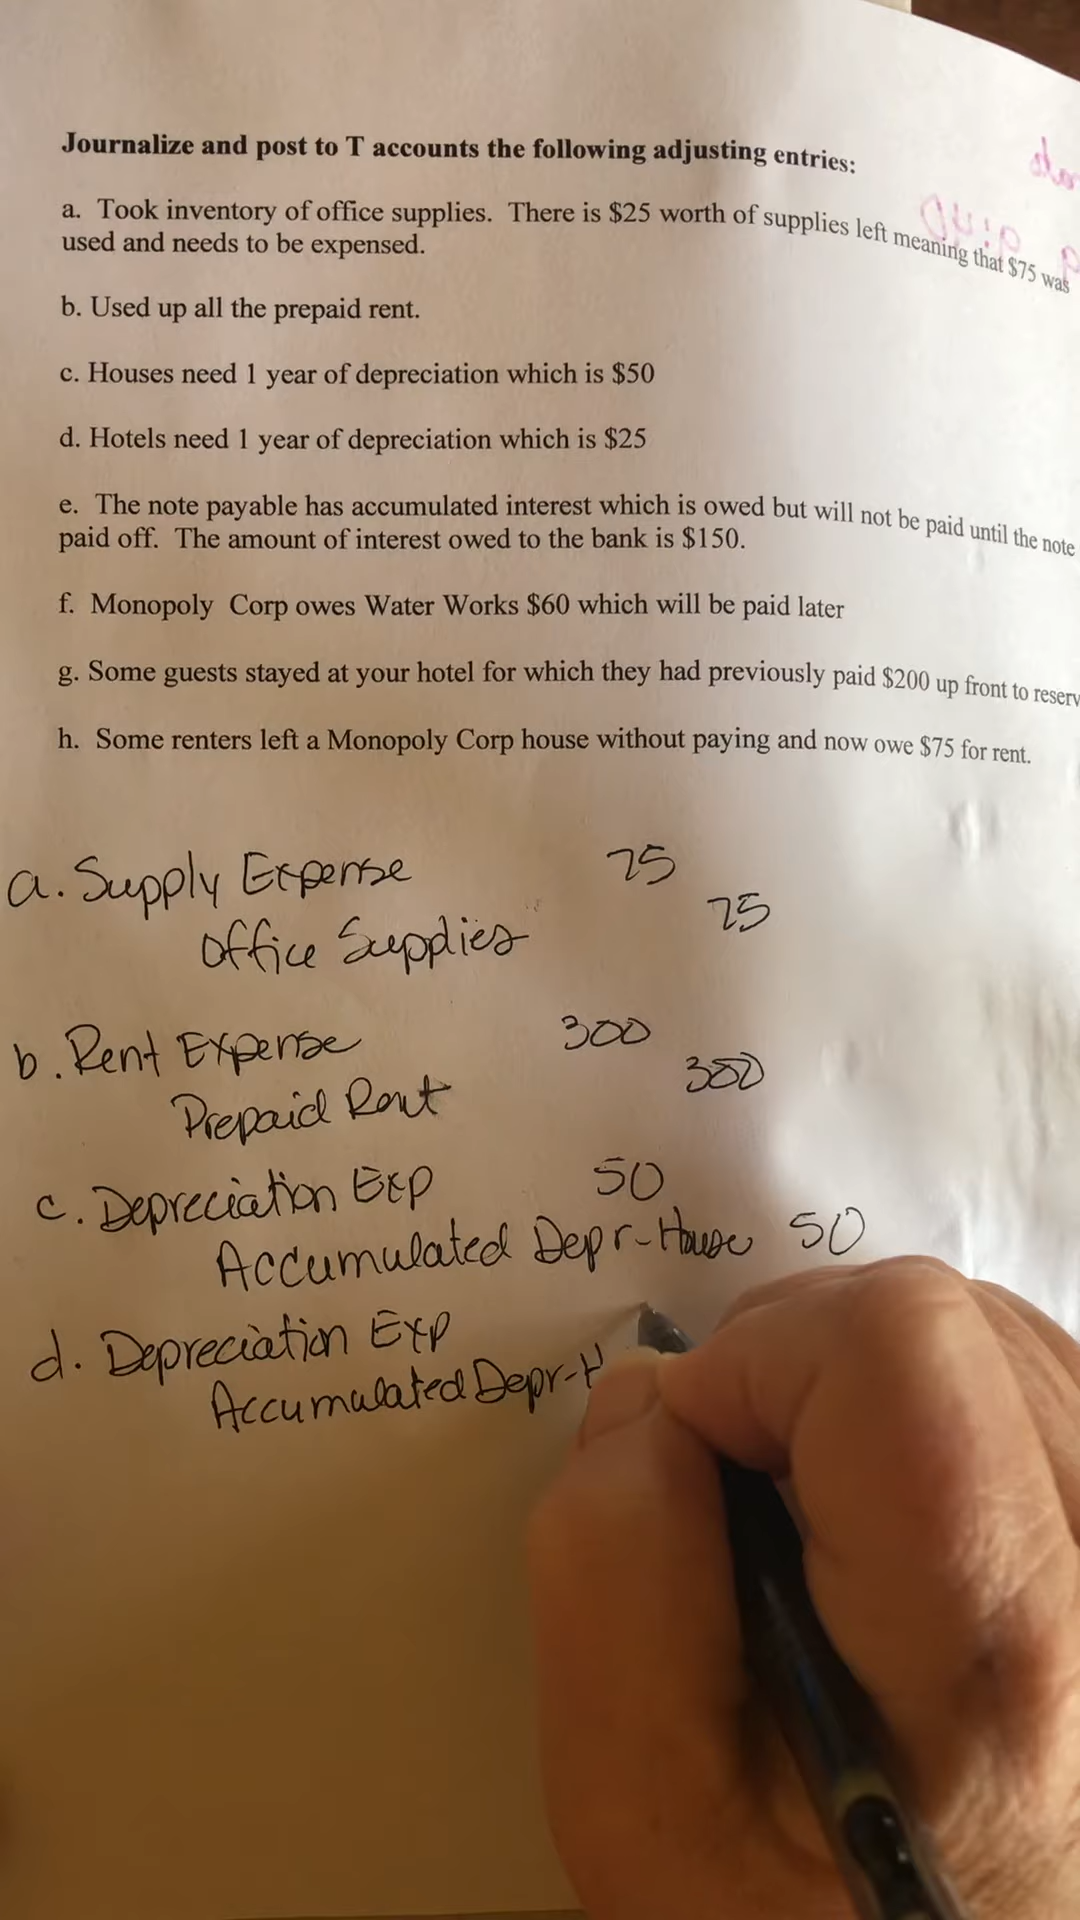 Journalize and post to T accounts the following adjusting entries:
a. Took inventory of office supplies. There is $25 worth of supplies left meaning that $75 was
used and needs to be expensed.
b. Used up all the prepaid rent.
c. Houses need 1 year of depreciation which is $50
d. Hotels need 1 year of depreciation which is $25
e. The note payable has accumulated interest which is owed but will not be paid until the note
paid off. The amount of interest owed to the bank is $150.
f. Monopoly Corp owes Water Works $60 which will be paid later
g. Some guests stayed at your hotel for which they had previously paid $200 up front to reserv
h. Some renters left a Monopoly Corp house without paying and now owe $75 for rent.
a. Supply Expense 75
Office Supplies 75
b. Rent Expense 300
Prepaid Rent 300
c. Depreciation Exp 50
Accumulated Depr-House 50
d. Depreciation Exp
Accumulated Depr-H